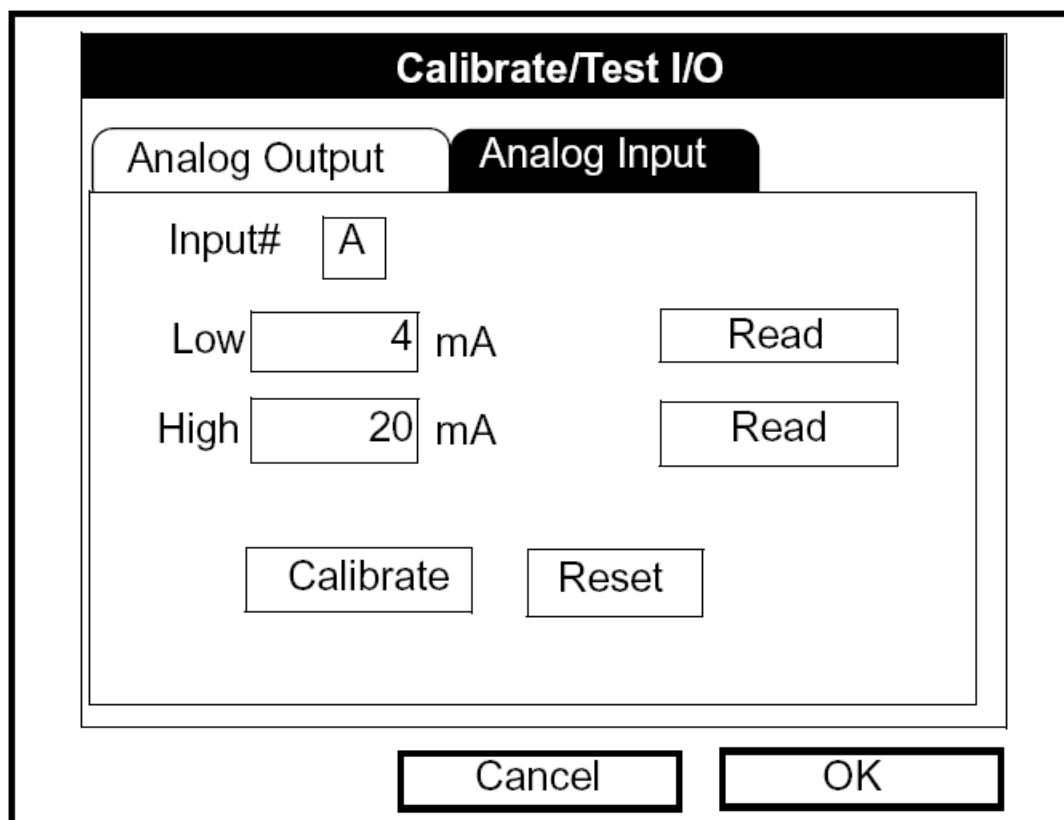 Calibrate/Test I/O
Analog Output Analog Input
Input# A
Low 4 mA Read
High 20 mA Read
Calibrate Reset
Cancel OK